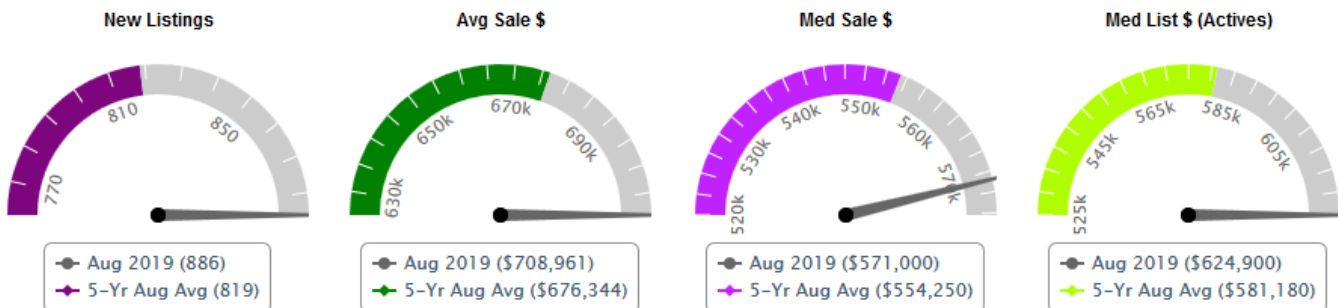 New Listings
770
810
850
Aug 2019 (886)
5-Yr Aug Avg (819)
Avg Sale $
630k
650k
670k
690k
Aug 2019 ($708,961)
5-Yr Aug Avg ($676,344)
Med Sale $
520k
530k
540k
550k
560k
570k
Aug 2019 ($571,000)
5-Yr Aug Avg ($554,250)
Med List $ (Actives)
525k
545k
565k
585k
605k
Aug 2019 ($624,900)
5-Yr Aug Avg ($581,180)